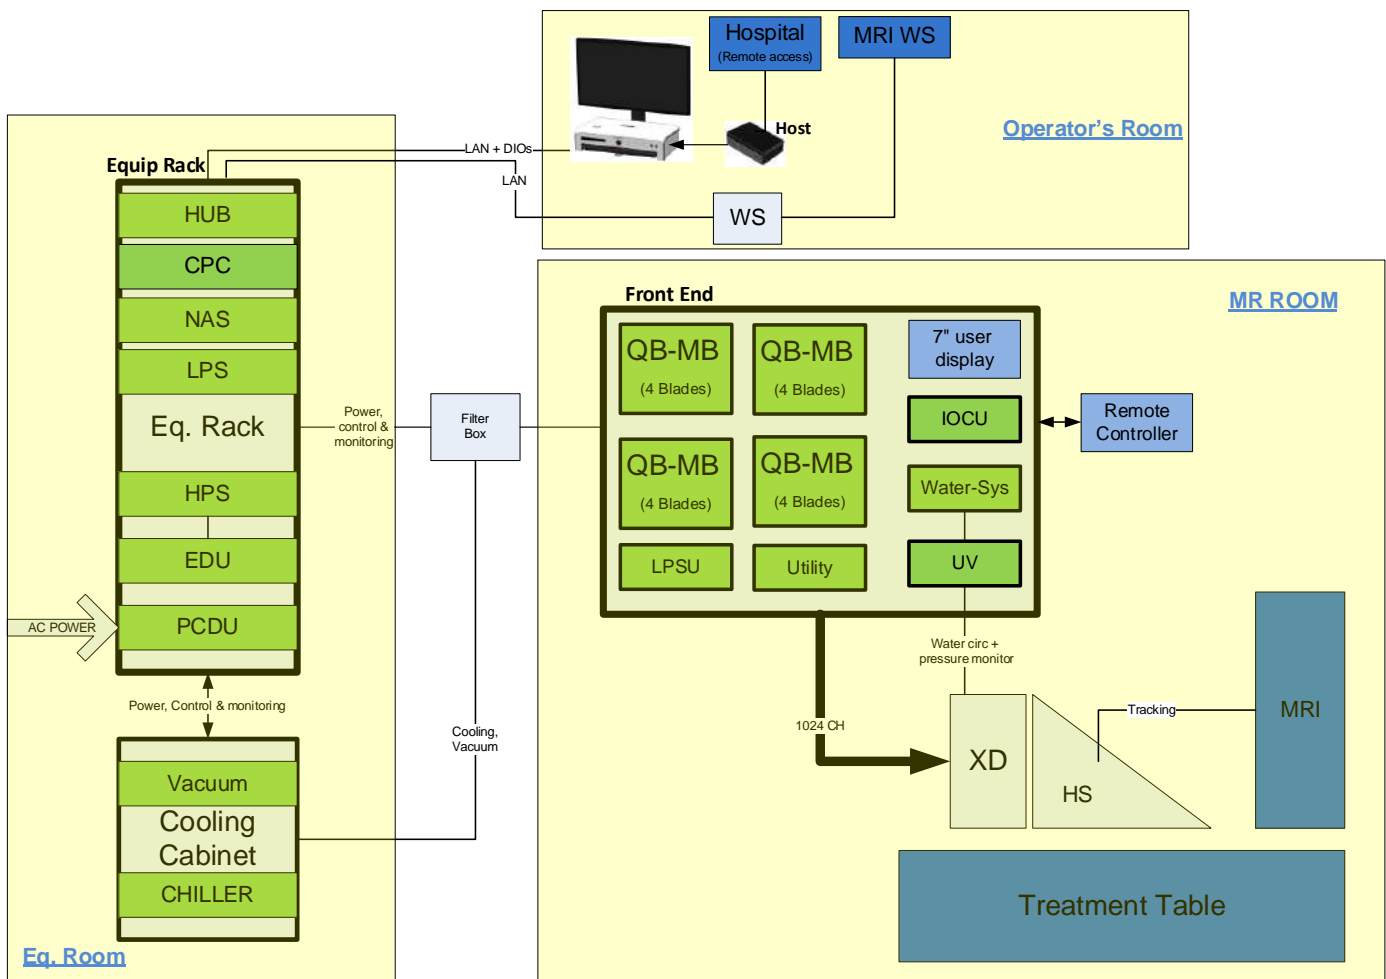 Hospital
(Remote access)
MRI WS
Host
Operator's Room
LAN + DIOs
LAN
WS
Equip Rack
HUB
CPC
NAS
LPS
Eq. Rack
HPS
EDU
PCDU
AC POWER
Power, Control & monitoring
Vacuum
Cooling
Cabinet
CHILLER
Eq. Room
Power,
control &
monitoring
Filter
Box
Cooling,
Vacuum
MR ROOM
Front End
QB-MB
(4 Blades)
QB-MB
(4 Blades)
7" user
display
QB-MB
(4 Blades)
QB-MB
(4 Blades)
IOCU
Water-Sys
LPSU
Utility
UV
Remote
Controller
Water circ +
pressure monitor
1024 CH
XD
HS
Tracking
MRI
Treatment Table